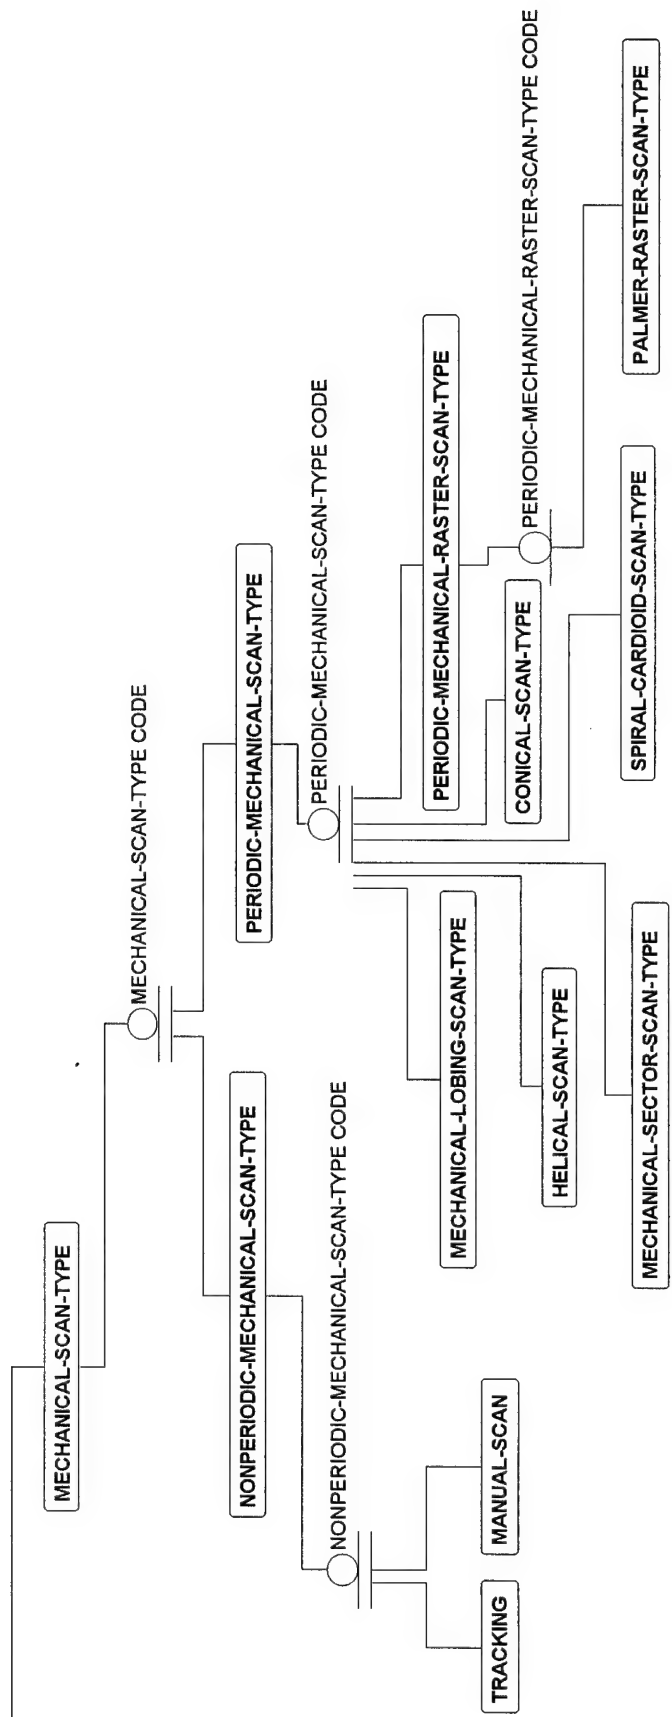 MECHANICAL-SCAN-TYPE
MECHANICAL-SCAN-TYPE CODE
NONPERIODIC-MECHANICAL-SCAN-TYPE
PERIODIC-MECHANICAL-SCAN-TYPE
NONPERIODIC-MECHANICAL-SCAN-TYPE CODE
PERIODIC-MECHANICAL-SCAN-TYPE CODE
TRACKING
MANUAL-SCAN
MECHANICAL-LOBING-SCAN-TYPE
PERIODIC-MECHANICAL-RASTER-SCAN-TYPE
HELICAL-SCAN-TYPE
CONICAL-SCAN-TYPE
PERIODIC-MECHANICAL-RASTER-SCAN-TYPE CODE
MECHANICAL-SECTOR-SCAN-TYPE
SPIRAL-CARDIOID-SCAN-TYPE
PALMER-RASTER-SCAN-TYPE